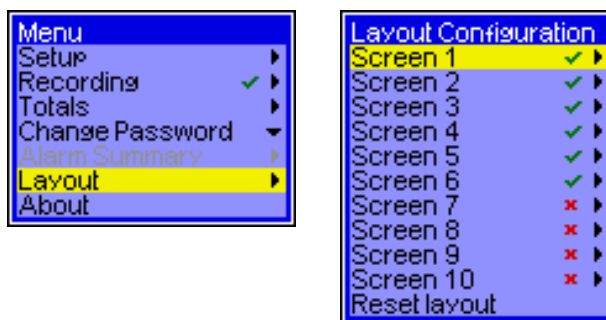 Menu
Setup
Recording
Totals
Change Password
Alarm Summary
Layout
About
Layout Configuration
Screen 1
Screen 2
Screen 3
Screen 4
Screen 5
Screen 6
Screen 7
Screen 8
Screen 9
Screen 10
Reset layout